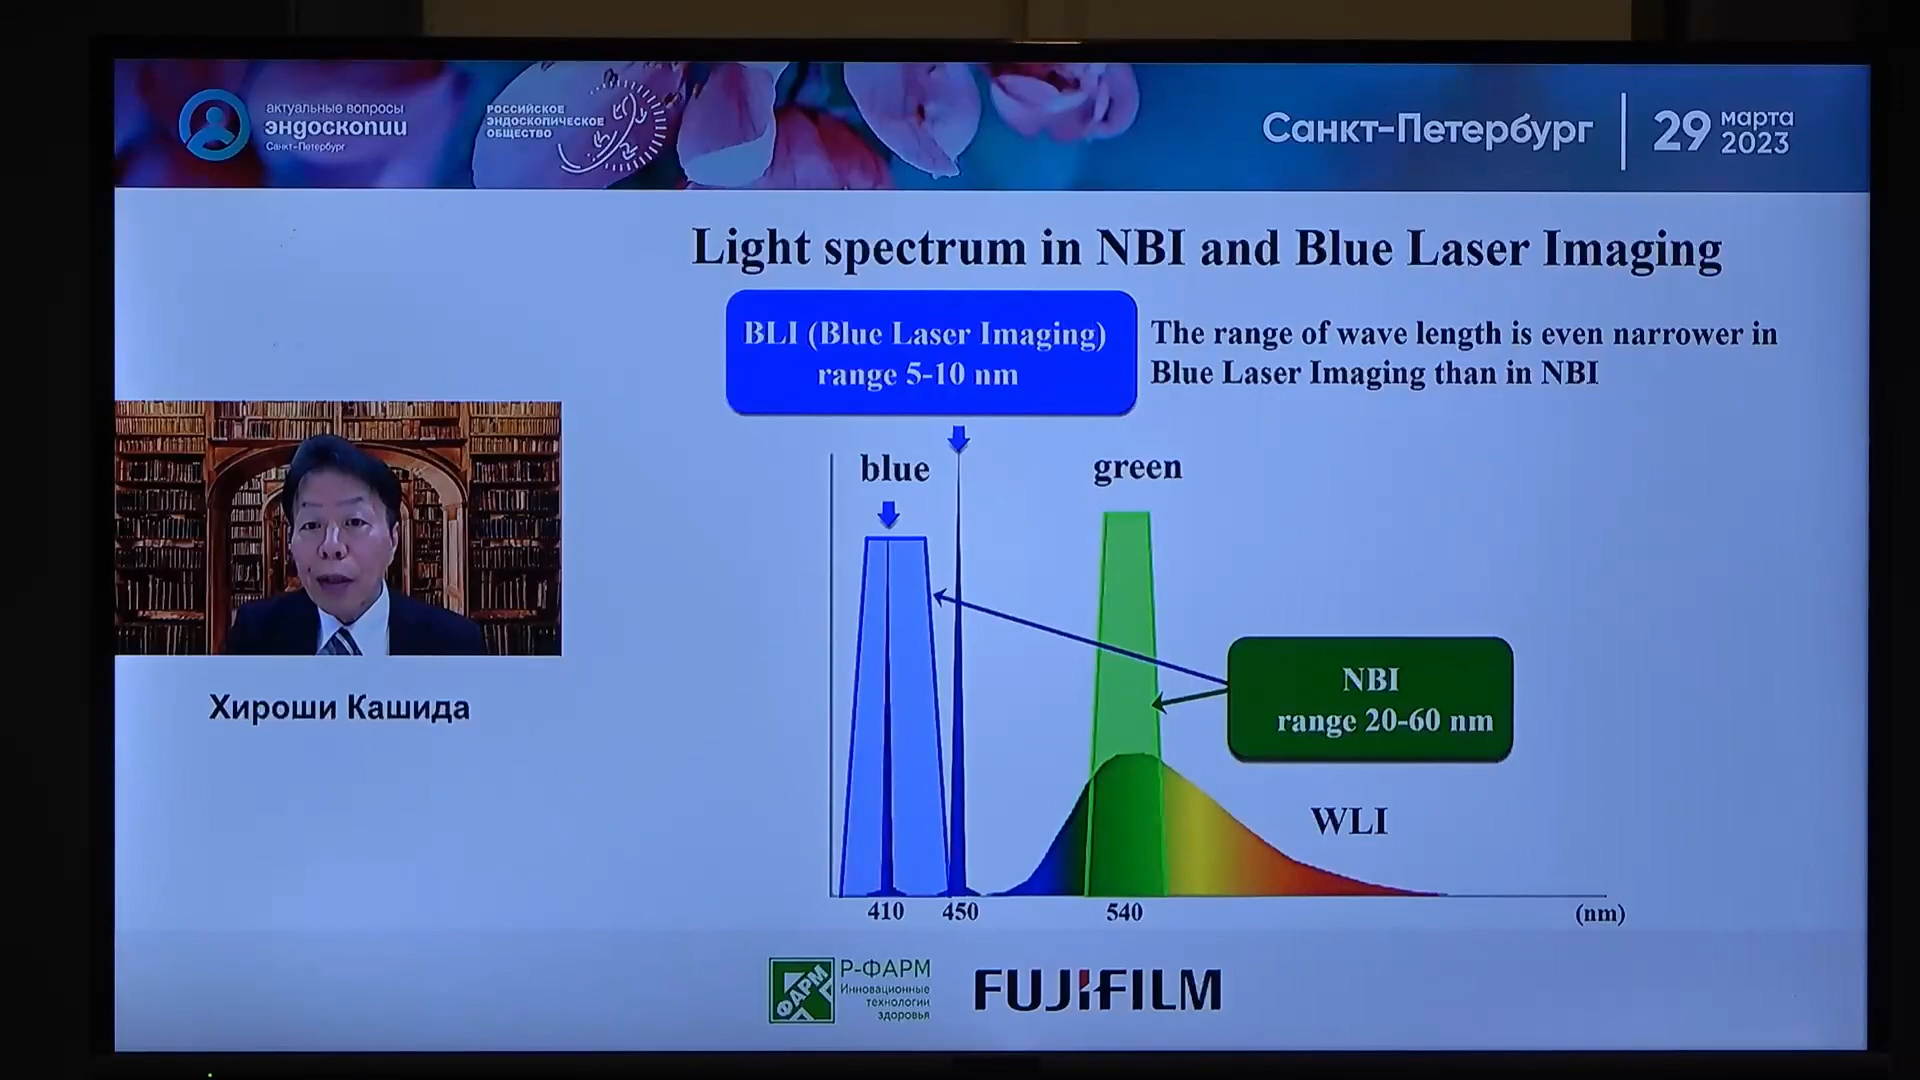 актуальные вопросы
эндоскопии
Санкт-Петербург
РОССИЙСКОЕ
ЭНДОСКОПИЧЕСКОЕ
ОБЩЕСТВО
Санкт-Петербург
29
марта
2023
Light spectrum in NBI and Blue Laser Imaging
BLI (Blue Laser Imaging)
range 5-10 nm
The range of wave length is even narrower in
Blue Laser Imaging than in NBI
blue
green
NBI
range 20-60 nm
WLI
410
450
540
(nm)
Хироши Кашида
ФАРМ
Р-ФАРМ
Инновационные
технологии
здоровья
FUJIFILM